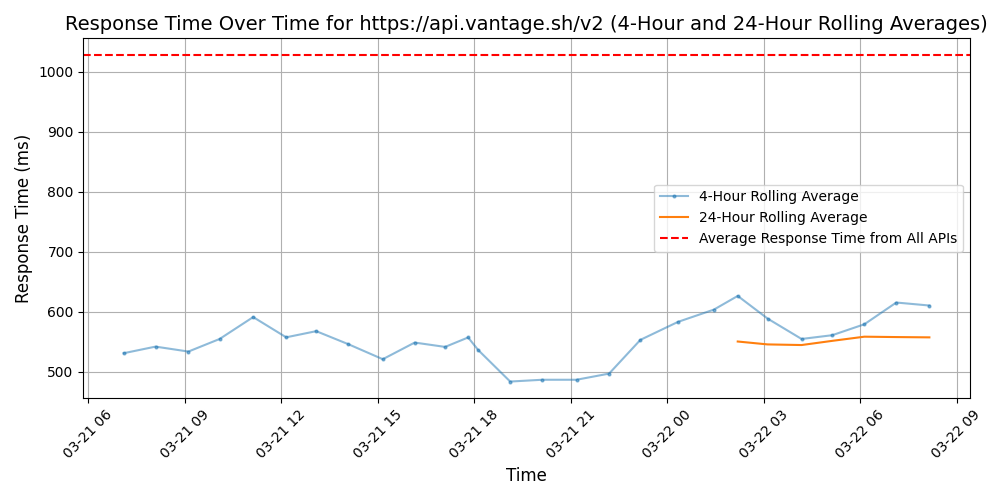 Response Time Over Time for https://api.vantage.sh/v2 (4-Hour and 24-Hour Rolling Averages)
Response Time (ms)
1000
900
800
700
600
500
4-Hour Rolling Average
24-Hour Rolling Average
Average Response Time from All APIs
03-21 06
03-21 09
03-21 12
03-21 15
03-21 18
03-21 21
03-22 00
03-22 03
03-22 06
03-22 09
Time